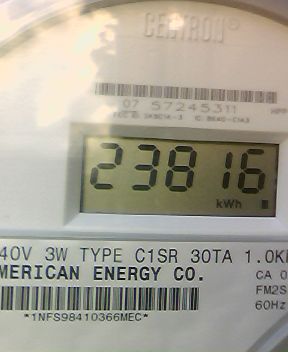 CENTRON®
07 57245311
23816
kWh
40V 3W TYPE C1SR 30TA 1.0K
MERICAN ENERGY CO.
CA 0
FM2S
60Hz
*1NFS98410366MEC*